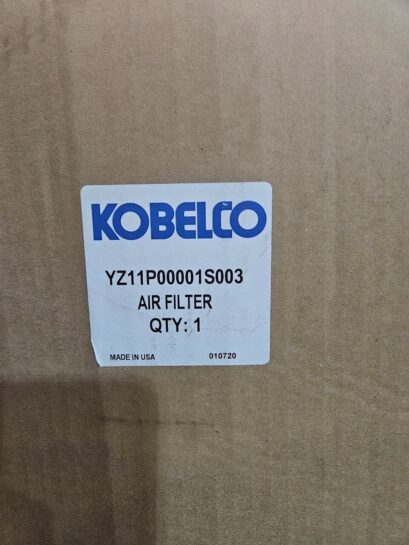 KOBELCO
YZ11P00001S003
AIR FILTER
QTY: 1
MADE IN USA 010720